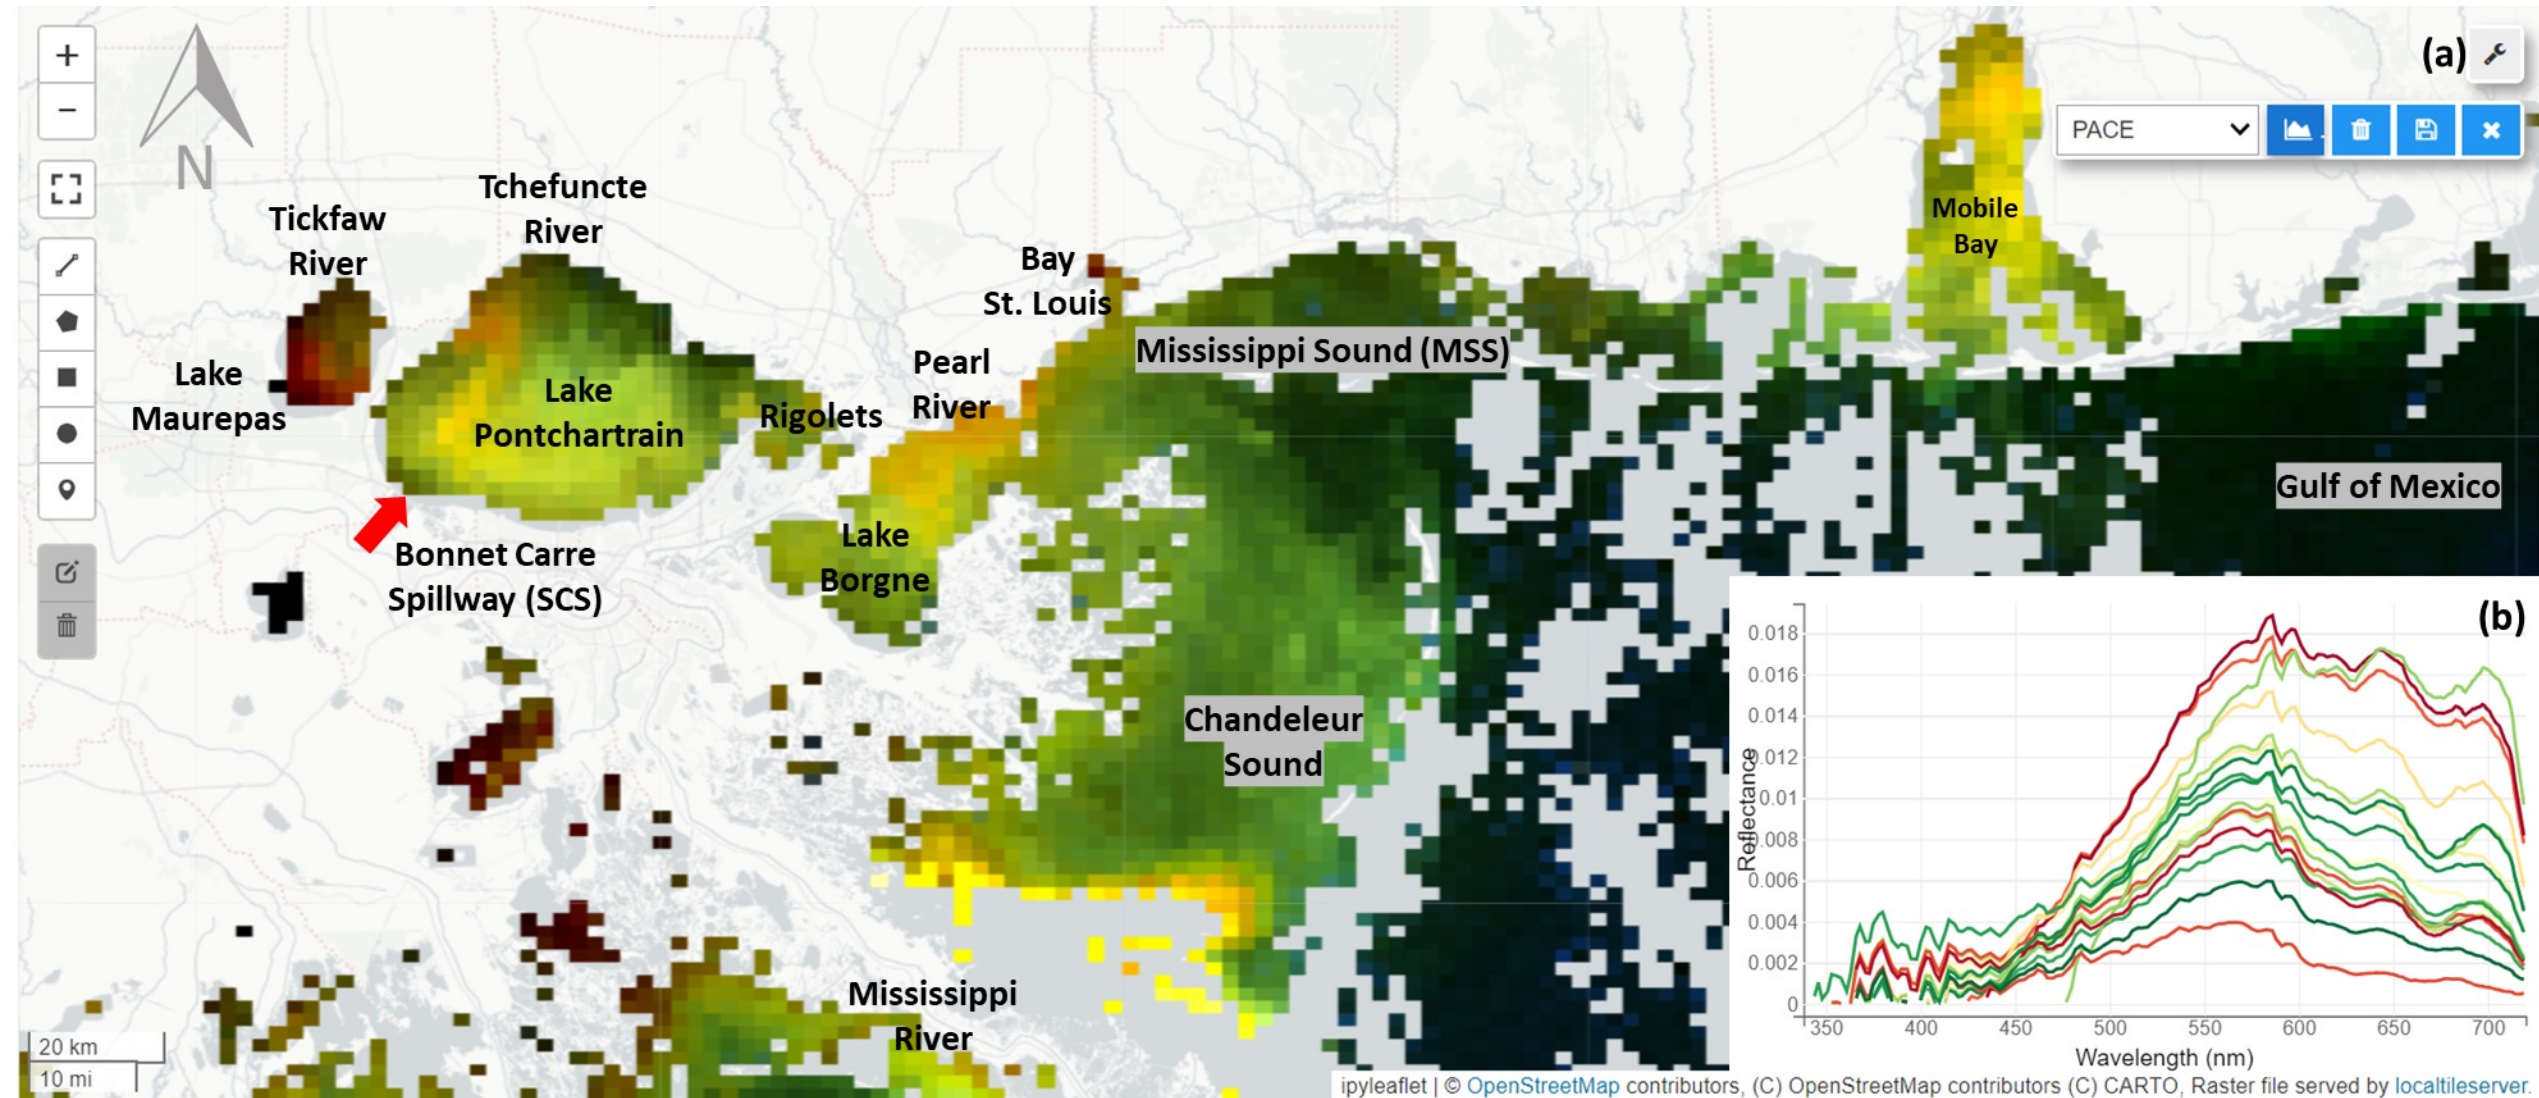 +
(a)
−
PACE
N
Tchefuncte
River
Tickfaw
River
Mobile
Bay
Bay
St. Louis
Mississippi Sound (MSS)
Pearl
River
Lake
Maurepas
Lake
Pontchartrain
Rigolets
Gulf of Mexico
Lake
Borgne
Bonnet Carre
Spillway (SCS)
(b)
Chandeleur
Sound
Mississippi
River
20 km
10 mi
0.018
0.016
0.014
0.012
0.01
0.008
0.006
0.004
0.002
0
Reflectance
350 400 450 500 550 600 650 700
Wavelength (nm)
ipyleaflet | © OpenStreetMap contributors, (C) OpenStreetMap contributors (C) CARTO, Raster file served by localtileserver.